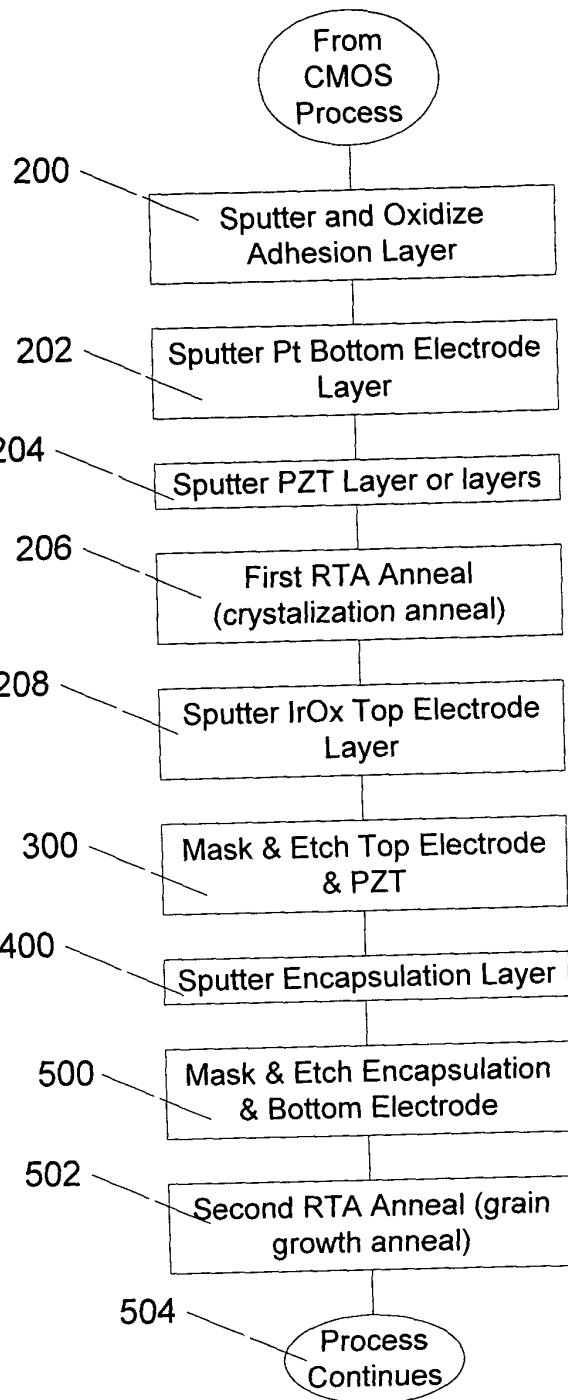 From
CMOS
Process
200
Sputter and Oxidize
Adhesion Layer
202
Sputter Pt Bottom Electrode
Layer
204
Sputter PZT Layer or layers
206
First RTA Anneal
(crystalization anneal)
208
Sputter IrOx Top Electrode
Layer
300
Mask & Etch Top Electrode
& PZT
400
Sputter Encapsulation Layer
500
Mask & Etch Encapsulation
& Bottom Electrode
502
Second RTA Anneal (grain
growth anneal)
504
Process
Continues